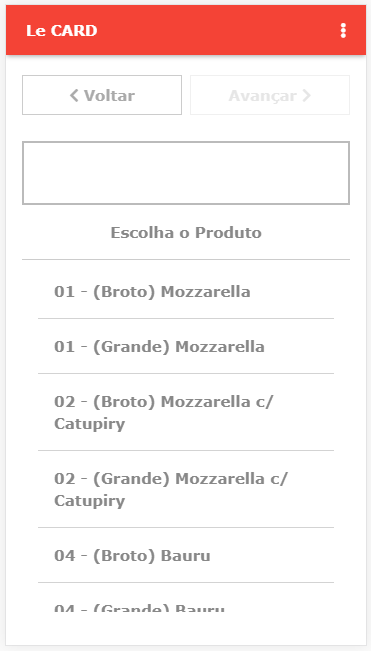 Le CARD
Voltar
Avançar
Escolha o Produto
01 - (Broto) Mozzarella
01 - (Grande) Mozzarella
02 - (Broto) Mozzarella c/
Catupiry
02 - (Grande) Mozzarella c/
Catupiry
04 - (Broto) Bauru
04 - (Grande) Bauru